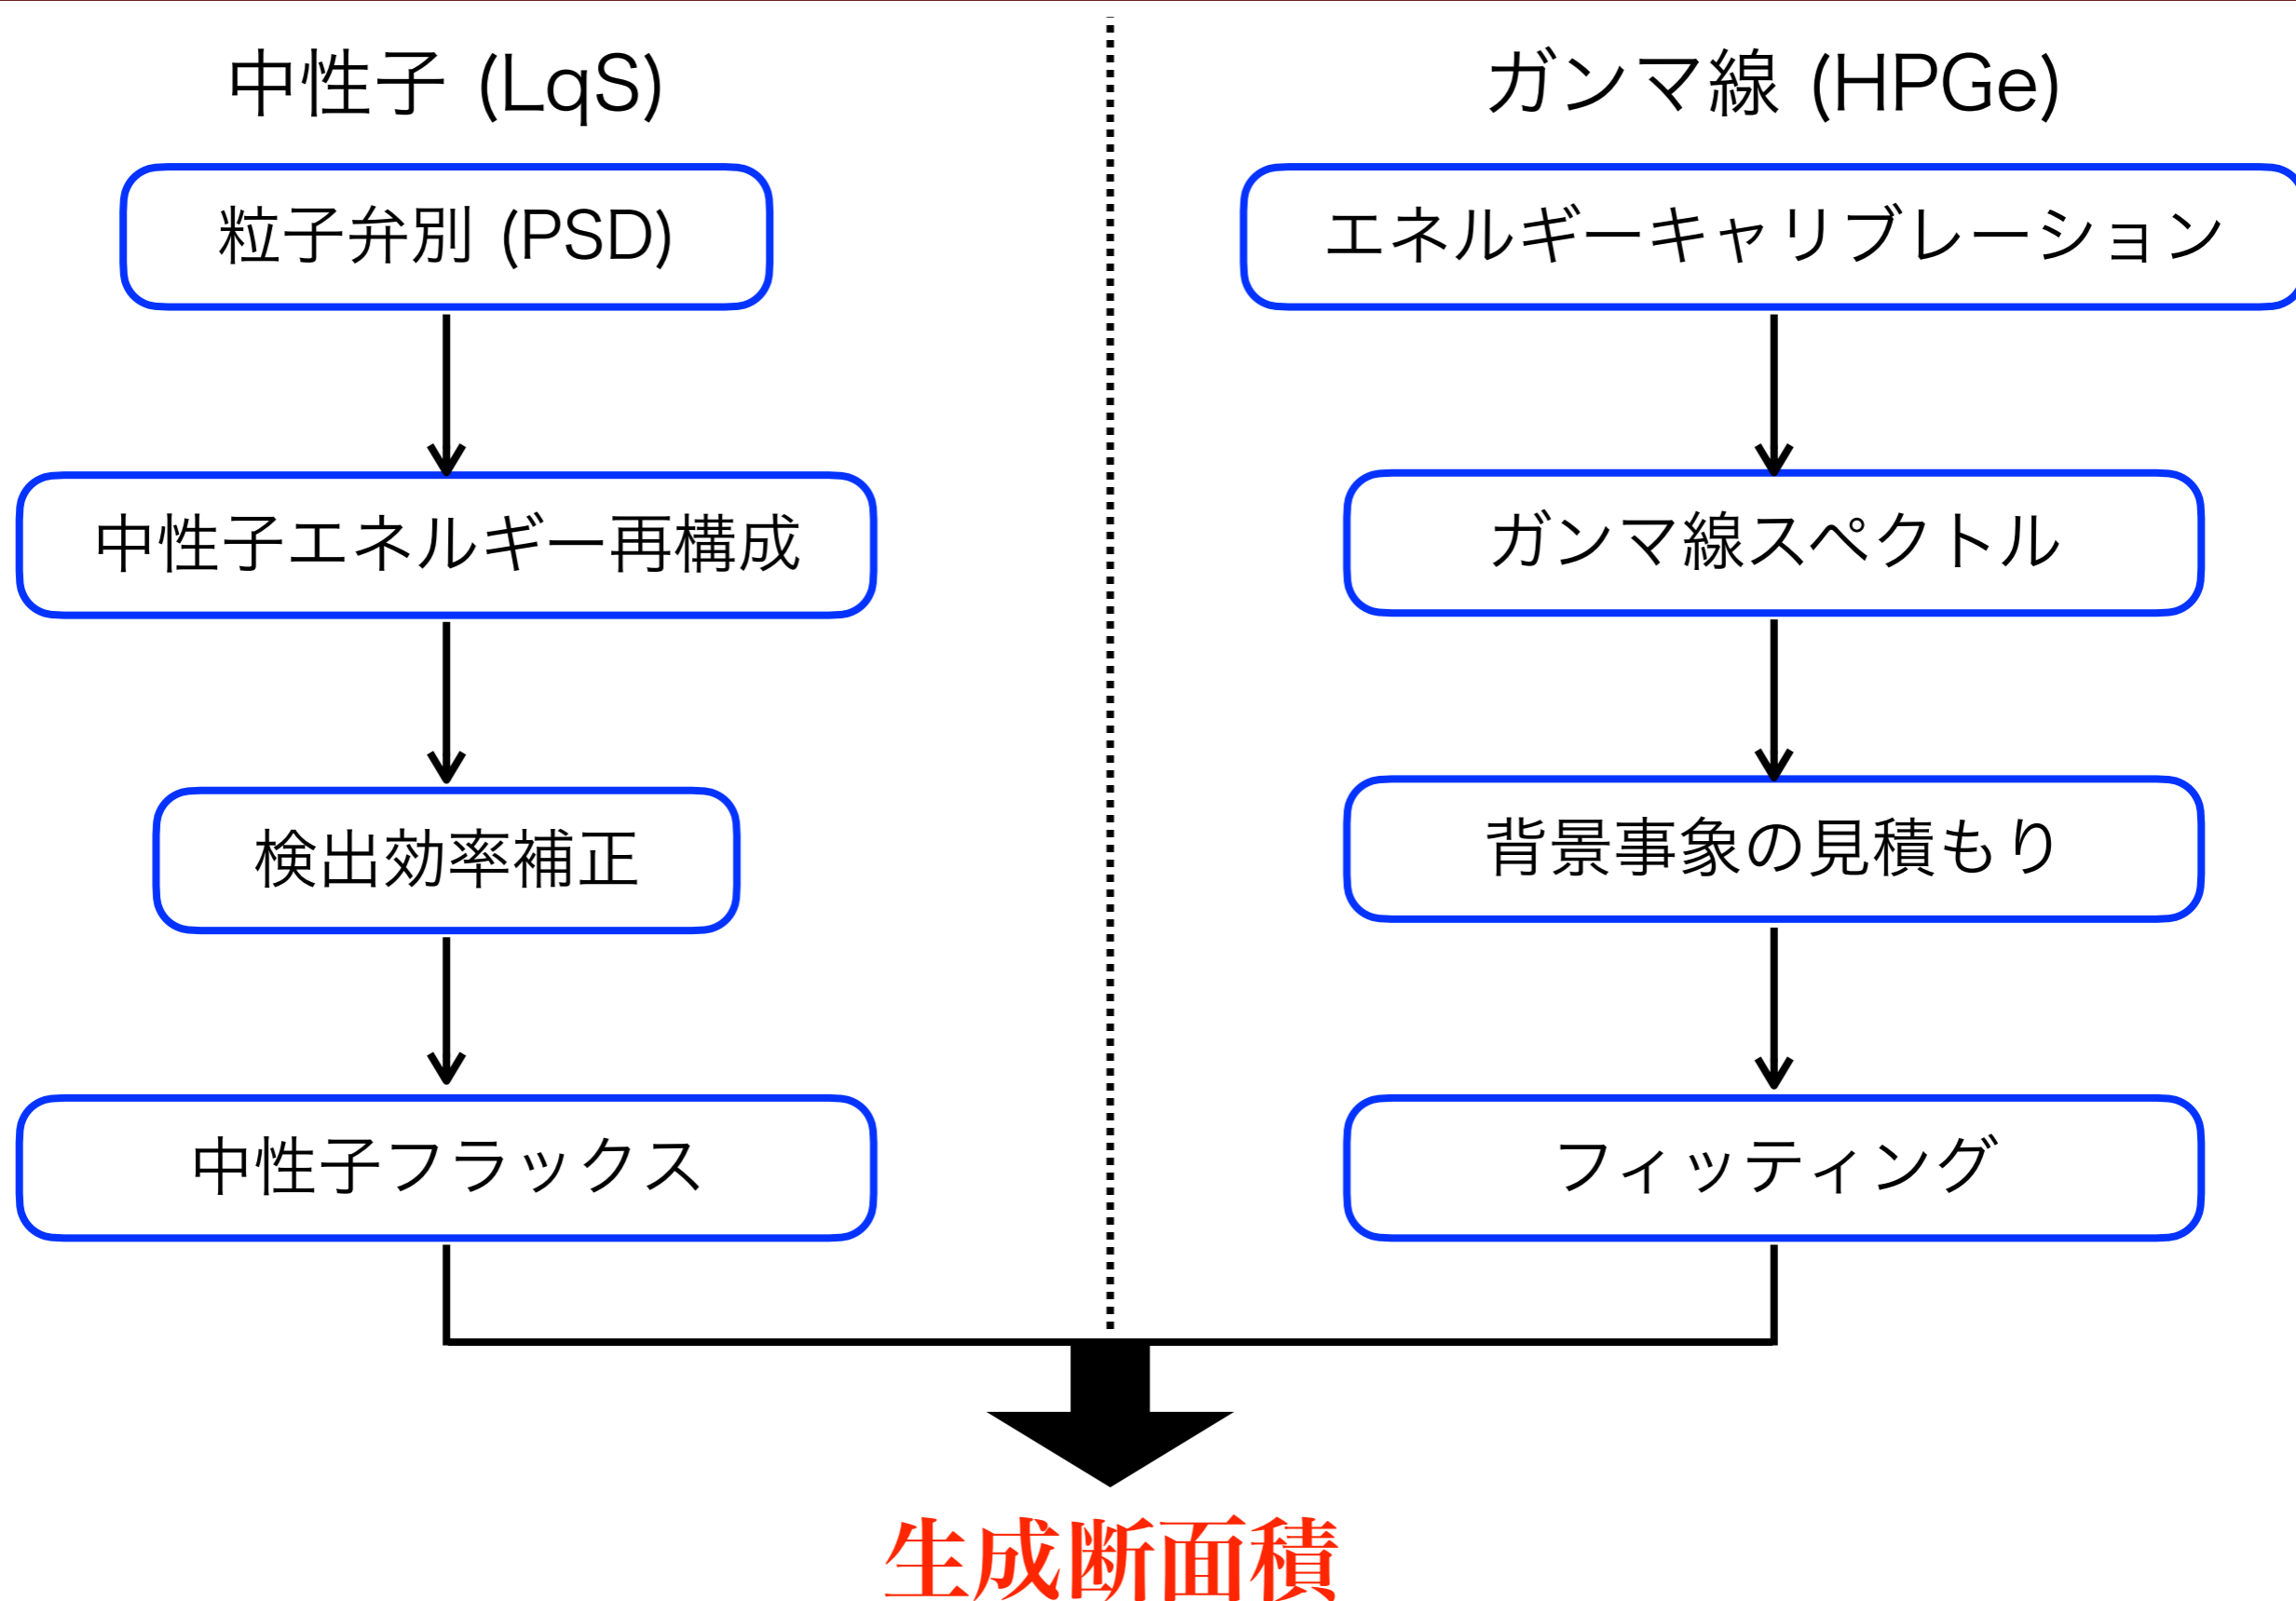 中性子 (LqS)
粒子弁別 (PSD)
中性子エネルギー再構成
検出効率補正
中性子フラックス
ガンマ線 (HPGe)
エネルギーキャリブレーション
ガンマ線スペクトル
背景事象の見積もり
フィッティング
生成断面積